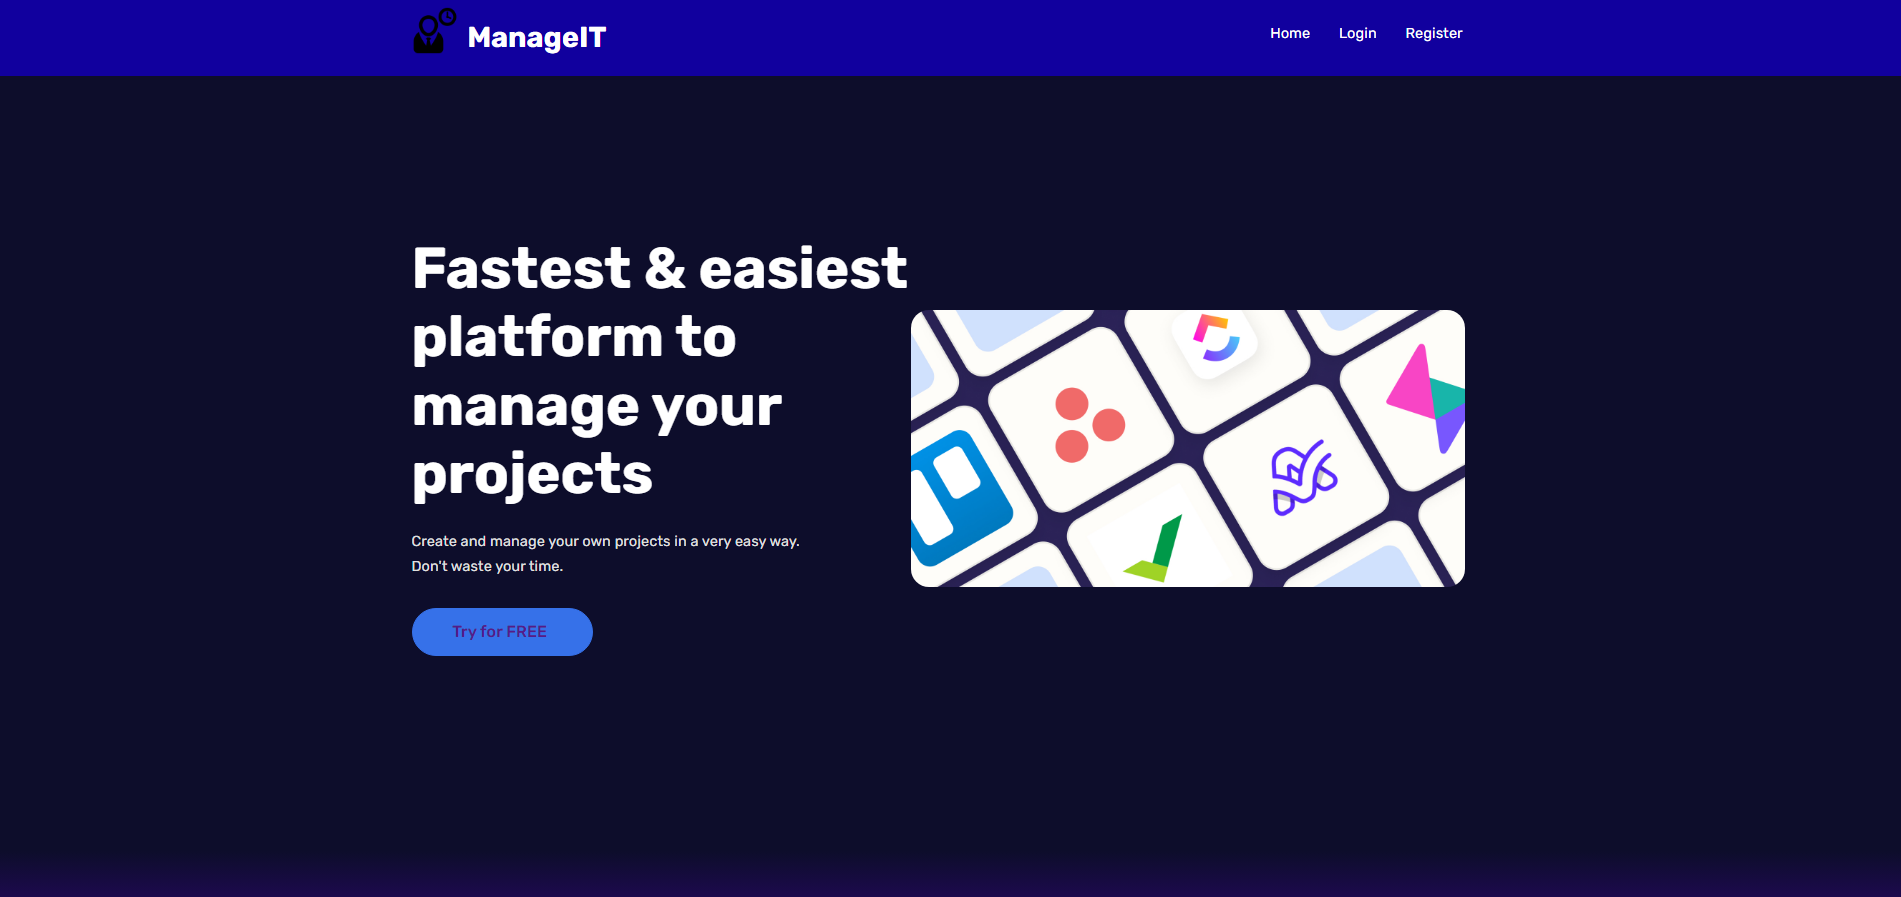 ManageIT
Home Login Register
Fastest & easiest
platform to
manage your
projects
Create and manage your own projects in a very easy way.
Don't waste your time.
Try for FREE